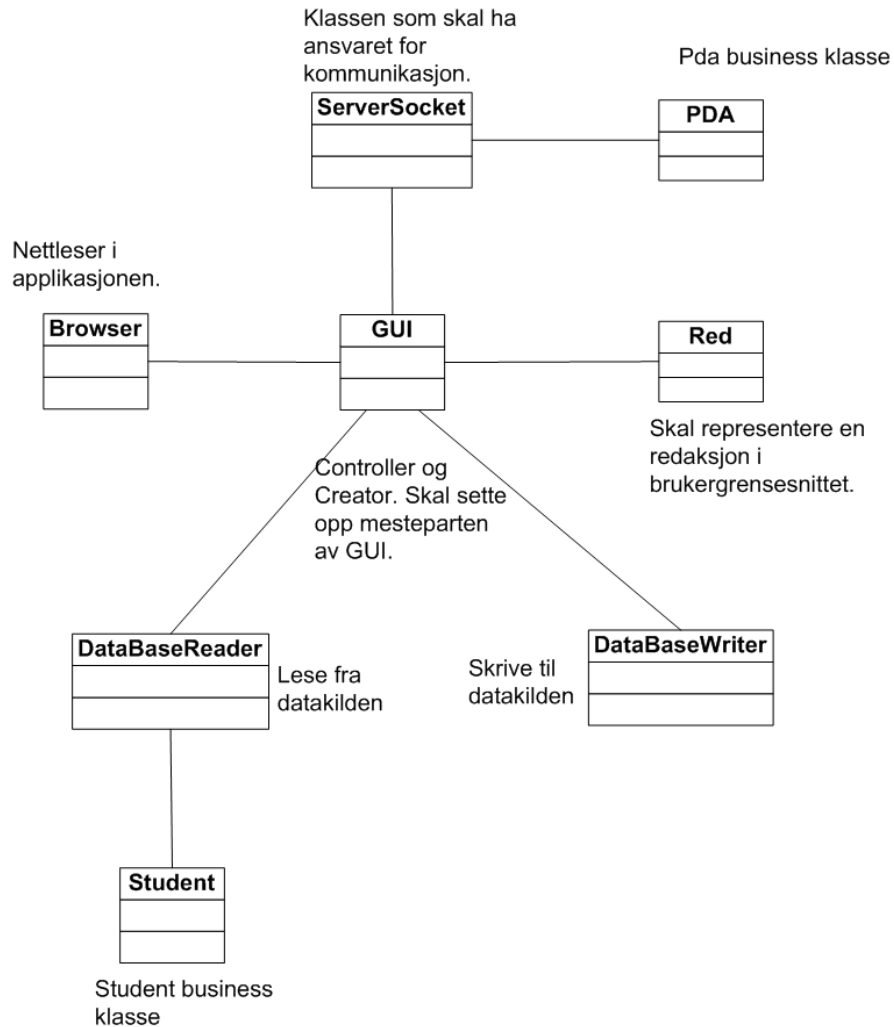 Klassen som skal ha
ansvaret for
kommunikasjon.
Pda business klasse
ServerSocket
PDA
Nettleser i
applikasjonen.
Browser
GUI
Red
Skal representere en
redaksjon i
brukergrensesnittet.
Controller og
Creator. Skal sette
opp mesteparten
av GUI.
DataBaseReader
Lese fra
datakilden
Skrive til
datakilden
DataBaseWriter
Student
Student business
klasse